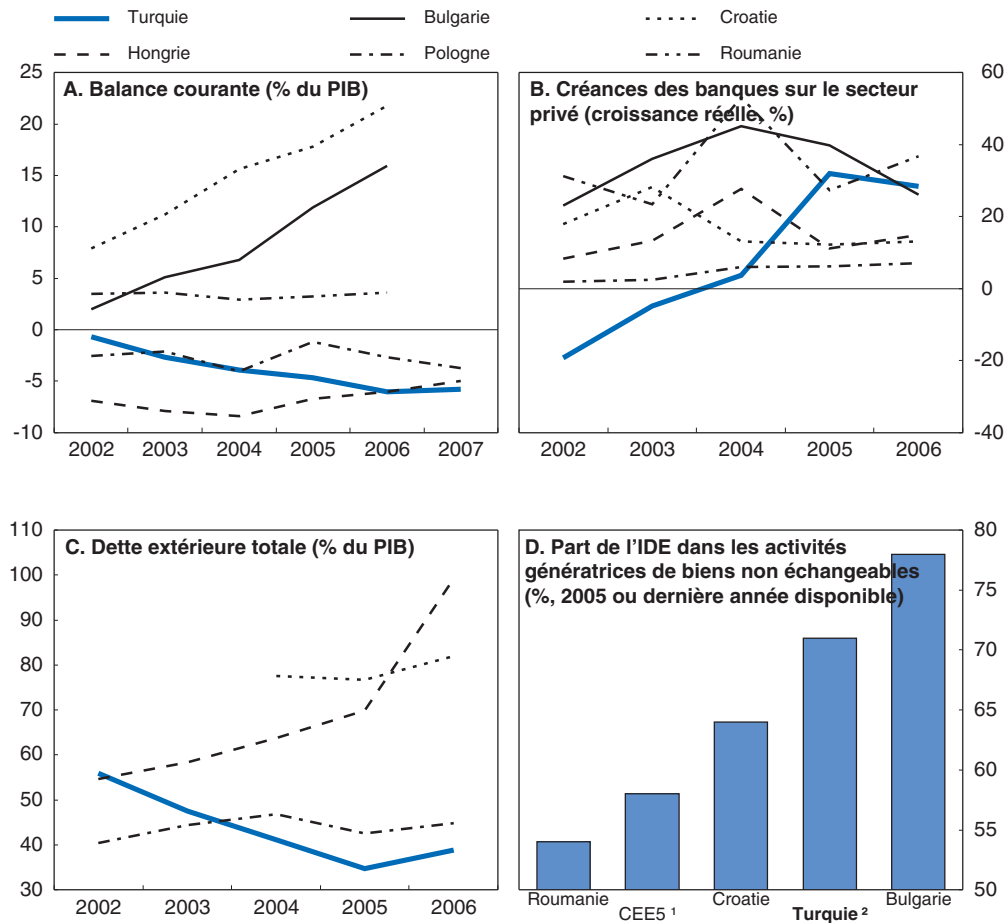 Turquie
Bulgarie
Croatie
Hongrie
Pologne
Roumanie
A. Balance courante (% du PIB)
25
20
15
10
5
0
-5
-10
2002 2003 2004 2005 2006 2007
B. Créances des banques sur le secteur
privé (croissance réelle, %)
60
40
20
0
-20
-40
2002 2003 2004 2005 2006
C. Dette extérieure totale (% du PIB)
110
100
90
80
70
60
50
40
30
2002 2003 2004 2005 2006
D. Part de l’IDE dans les activités
génératrices de biens non échangeables
(%, 2005 ou dernière année disponible)
80
75
70
65
60
55
50
Roumanie CEE5 ¹ Croatie Turquie ² Bulgarie